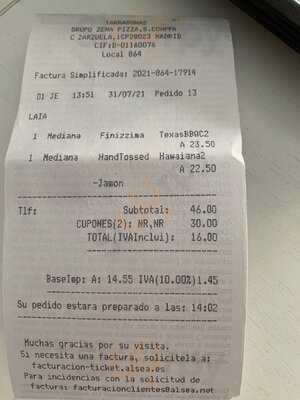 TARRAGONA5
GRUPO ZENA PIZZA,S.COMPPA
C ZARZUELA,1CP28023 MADRID
CIF:B-01160076
Local 864
Factura Simplificada: 2021-864-17914
01 JE 13:51 31/07/21 Pedido 13
LAIA
1 Mediana Finizzima TexasBBQC2
A 23.50
1 Mediana HandTossed Hawaiana2
A 22.50
-Jamon
Tlf: Subtotal: 46.00
CUPONES(2): NR,NR 30.00
TOTAL(IVAInclui): 16.00
BaseImp: A: 14.55 IVA(10.00%)1.45
Su pedido estara preparado a las: 14:02
Muchas gracias por su visita.
Si necesita una factura, solicitela a:
facturacion-ticket.alsea.es
Para incidencias con la solicitud de
factura: facturacionclientes@alsea.net